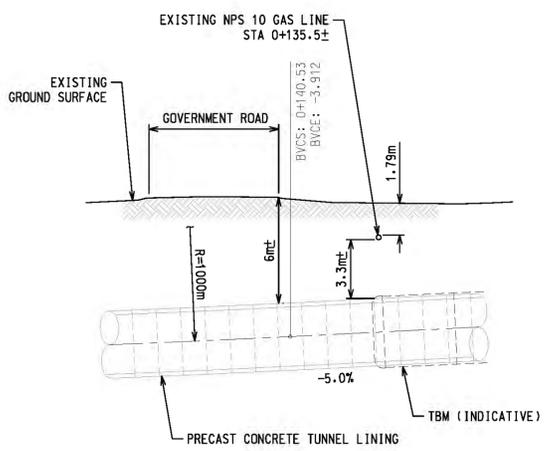 EXISTING NPS 10 GAS LINE
STA 0+135.5±
EXISTING
GROUND SURFACE
GOVERNMENT ROAD
BVCS: 0+140.53
BVCE: -3.912
1.79m
R=1000m
6m±
3.3m±
-5.0%
TBM (INDICATIVE)
PRECAST CONCRETE TUNNEL LINING